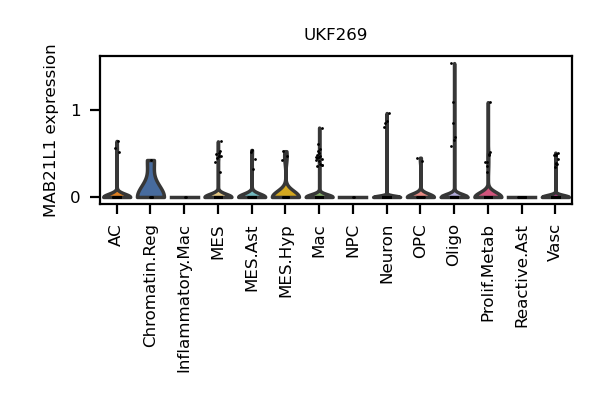 UKF269
MAB21L1 expression
1
0
AC
Chromatin.Reg
Inflammatory.Mac
MES
MES.Ast
MES.Hyp
Mac
NPC
Neuron
OPC
Oligo
Prolif.Metab
Reactive.Ast
Vasc